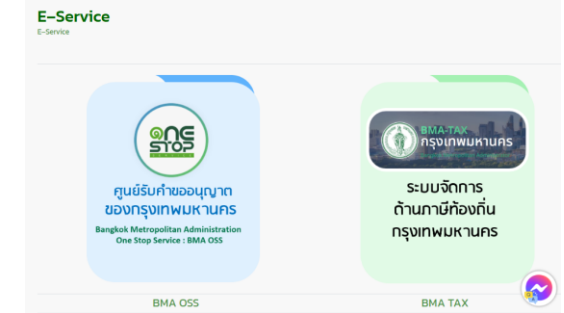 E-Service
E-Service
ONE
STOP
SERVICE
ศูนย์รับคำขออนุญาต
ของกรุงเทพมหานคร
Bangkok Metropolitan Administration
One Stop Service : BMA OSS
BMA OSS
BMA-TAX
กรุงเทพมหานคร
ระบบจัดการ
ด้านภาษีท้องถิ่น
กรุงเทพมหานคร
BMA TAX